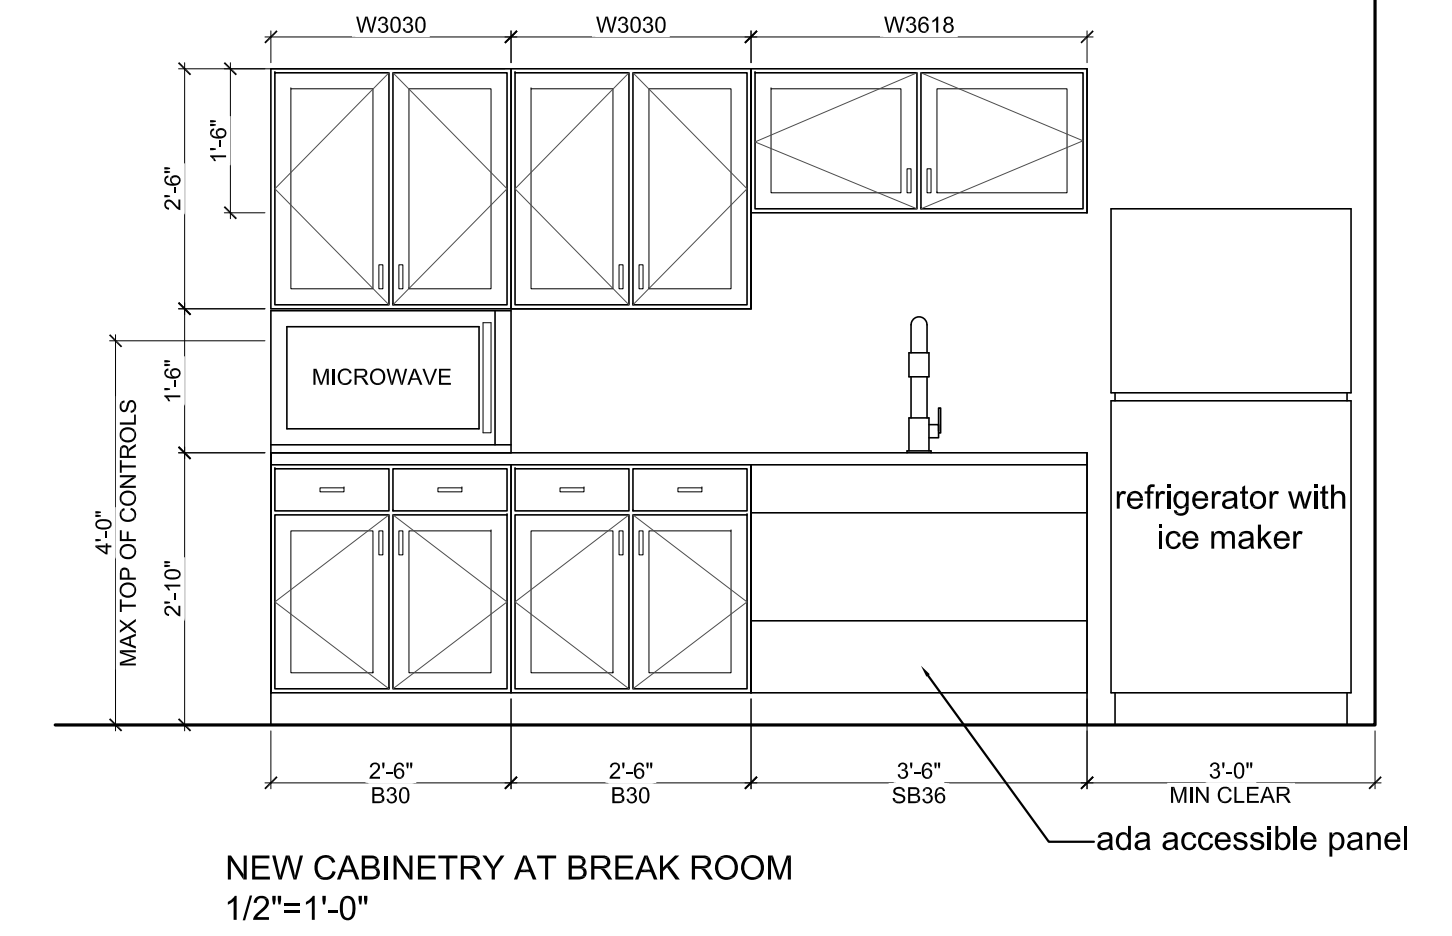 W3030
W3030
W3618
1'-6"
2'-6"
1'-6"
MICROWAVE
4'-0"
MAX TOP OF CONTROLS
2'-10"
refrigerator with
ice maker
2'-6"
B30
2'-6"
B30
3'-6"
SB36
3'-0"
MIN CLEAR
ada accessible panel
NEW CABINETRY AT BREAK ROOM
1/2"=1'-0"